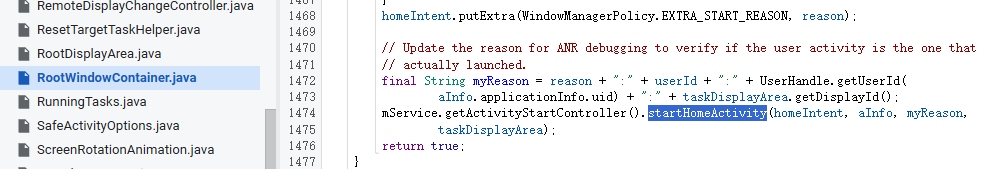 RemoteDisplayChangeController.java
ResetTargetTaskHelper.java
RootDisplayArea.java
RootWindowContainer.java
RunningTasks.java
SafeActivityOptions.java
ScreenRotationAnimation.java
1467 }
1468 homeIntent.putExtra(WindowManagerPolicy.EXTRA_START_REASON, reason);
1469
1470 // Update the reason for ANR debugging to verify if the user activity is the one that
1471 // actually launched.
1472 final String myReason = reason + ":" + userId + ":" + UserHandle.getUserId(
1473 aInfo.applicationInfo.uid) + ":" + taskDisplayArea.getDisplayId();
1474 mService.getActivityStartController().startHomeActivity(homeIntent, aInfo, myReason,
1475 taskDisplayArea);
1476 return true;
1477 }